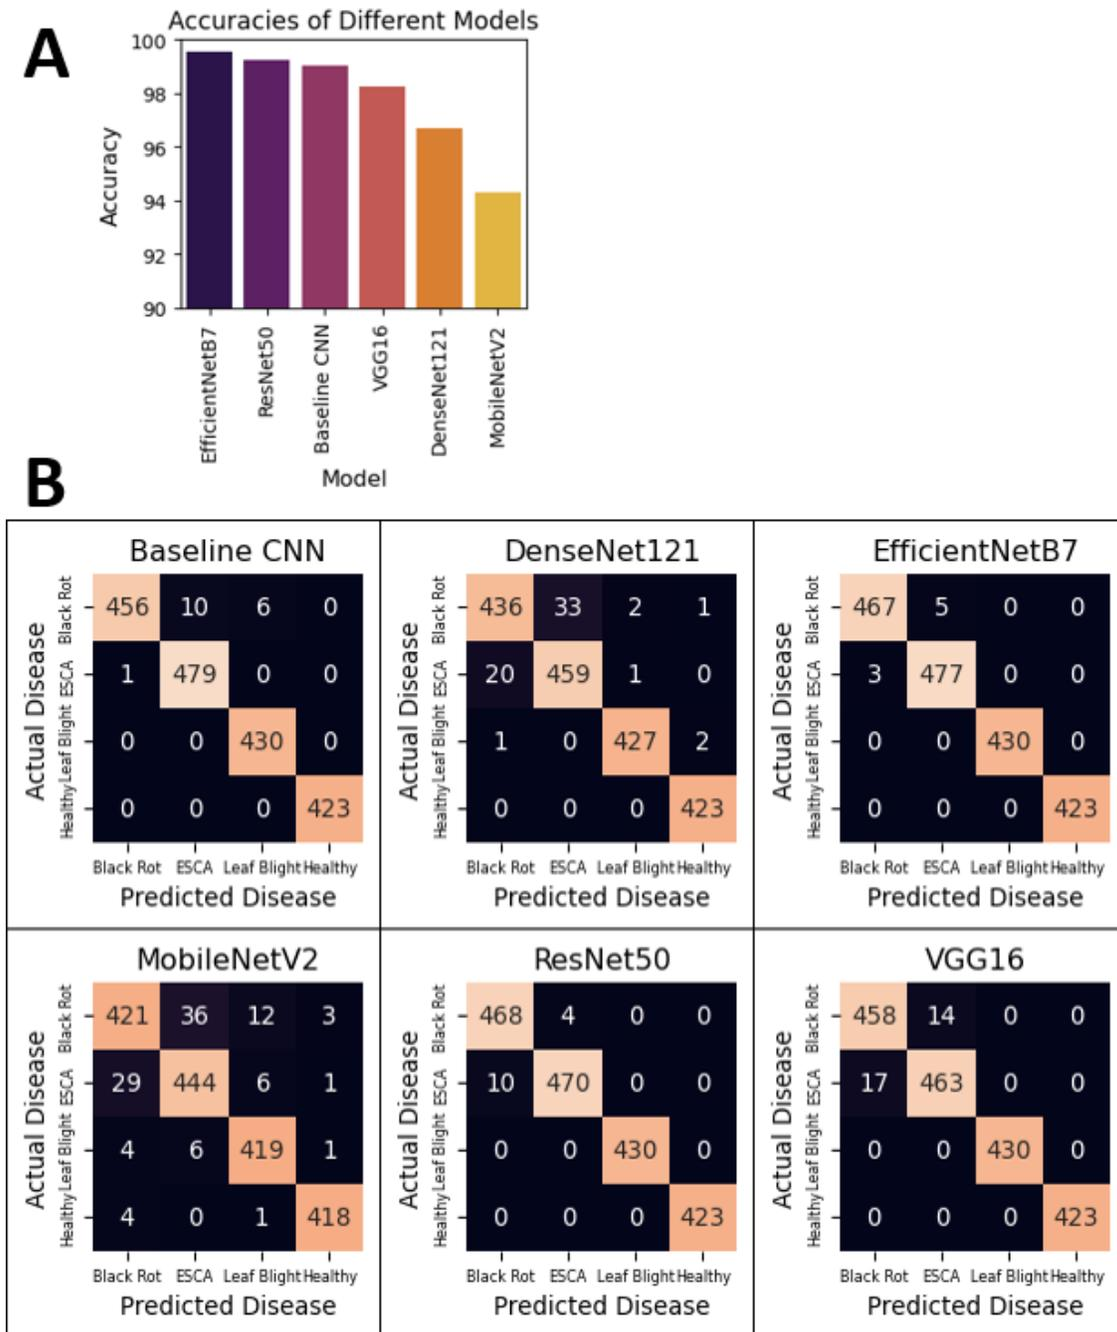 A
Accuracies of Different Models
Accuracy
100
98
96
94
92
90
EfficientNetB7
ResNet50
Baseline CNN
VGG16
DenseNet121
MobileNetV2
Model
B
Baseline CNN
Actual Disease
Black Rot 456 10 6 0
ESCA 1 479 0 0
Leaf Blight 0 0 430 0
Healthy 0 0 0 423
Black Rot ESCA Leaf Blight Healthy
Predicted Disease
DenseNet121
Actual Disease
Black Rot 436 33 2 1
ESCA 20 459 1 0
Leaf Blight 1 0 427 2
Healthy 0 0 0 423
Black Rot ESCA Leaf Blight Healthy
Predicted Disease
EfficientNetB7
Actual Disease
Black Rot 467 5 0 0
ESCA 3 477 0 0
Leaf Blight 0 0 430 0
Healthy 0 0 0 423
Black Rot ESCA Leaf Blight Healthy
Predicted Disease
MobileNetV2
Actual Disease
Black Rot 421 36 12 3
ESCA 29 444 6 1
Leaf Blight 4 6 419 1
Healthy 4 0 1 418
Black Rot ESCA Leaf Blight Healthy
Predicted Disease
ResNet50
Actual Disease
Black Rot 468 4 0 0
ESCA 10 470 0 0
Leaf Blight 0 0 430 0
Healthy 0 0 0 423
Black Rot ESCA Leaf Blight Healthy
Predicted Disease
VGG16
Actual Disease
Black Rot 458 14 0 0
ESCA 17 463 0 0
Leaf Blight 0 0 430 0
Healthy 0 0 0 423
Black Rot ESCA Leaf Blight Healthy
Predicted Disease